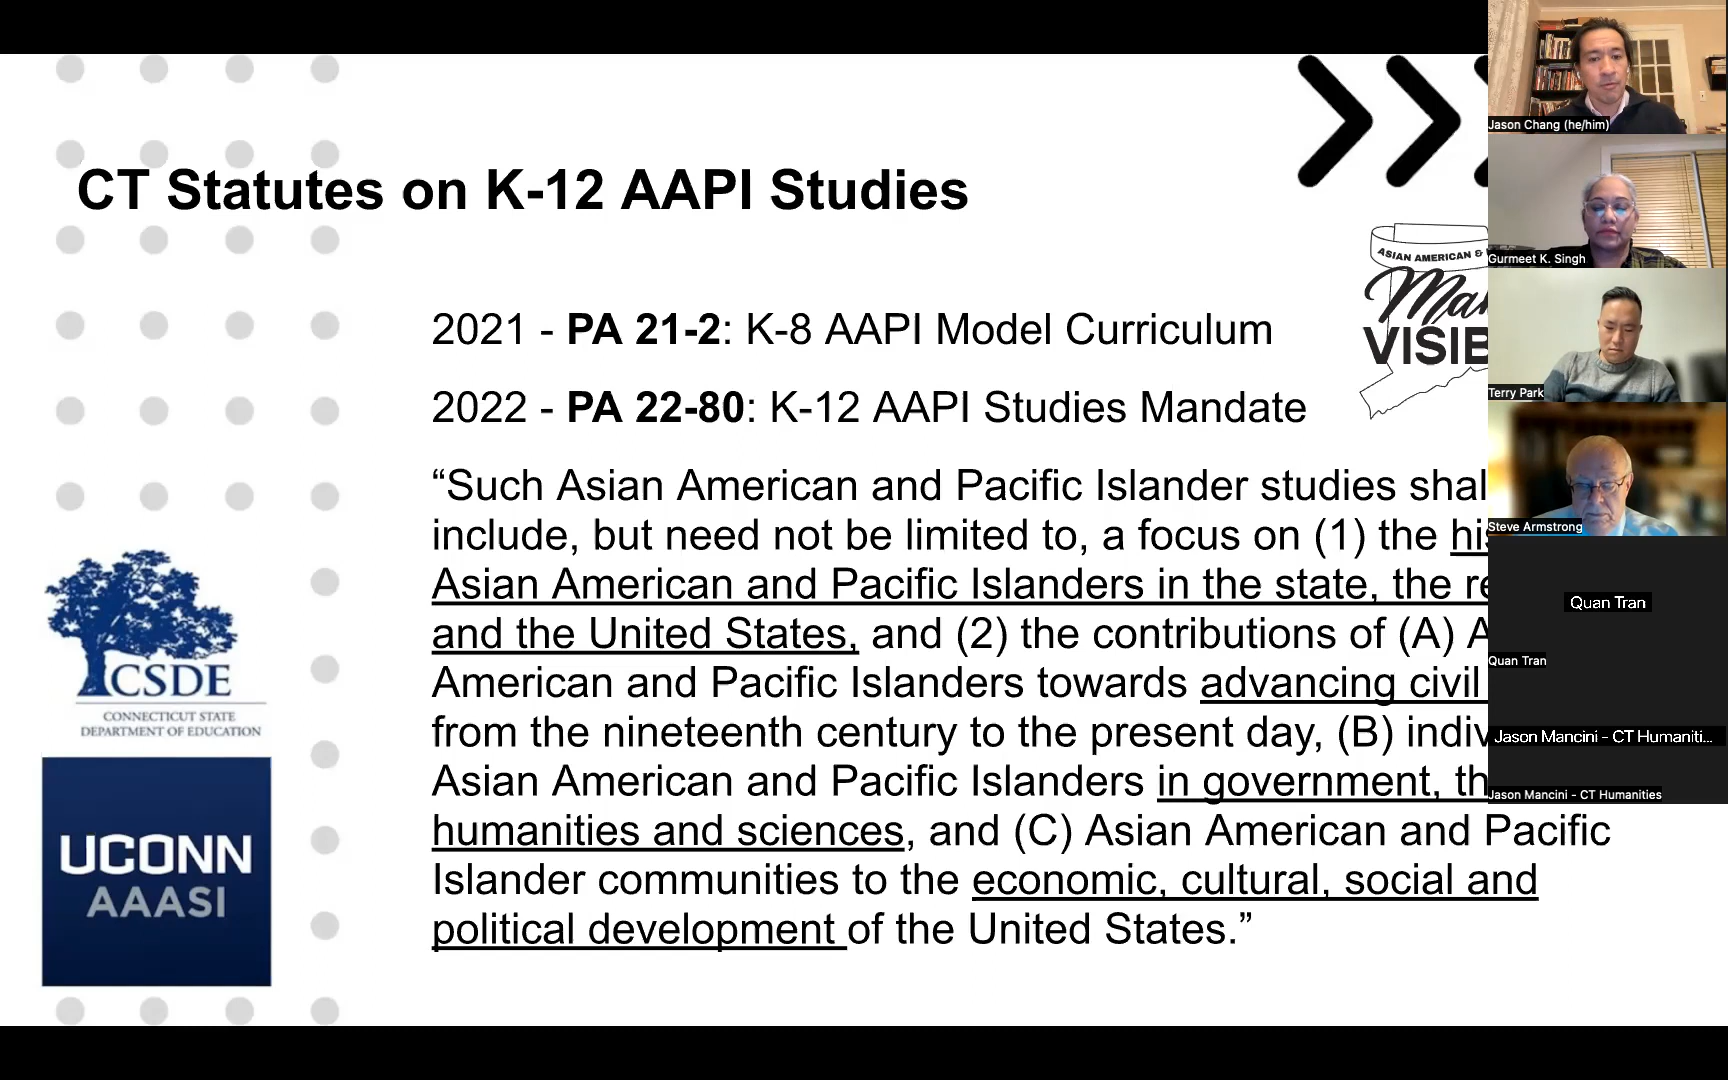 CT Statutes on K-12 AAPI Studies
ASIAN AMERICAN &
VISIB
2021 - PA 21-2: K-8 AAPI Model Curriculum
2022 - PA 22-80: K-12 AAPI Studies Mandate
“Such Asian American and Pacific Islander studies shal
include, but need not be limited to, a focus on (1) the
Asian American and Pacific Islanders in the state, the
and the United States, and (2) the contributions of (A) A
American and Pacific Islanders towards advancing civil
from the nineteenth century to the present day, (B) indiv
Asian American and Pacific Islanders in government, th
humanities and sciences, and (C) Asian American and Pacific
Islander communities to the economic, cultural, social and
political development of the United States.”
CSDE
CONNECTICUT STATE
DEPARTMENT OF EDUCATION
UCONN
AAASI
Jason Chang (he/him)
Gurmeet K. Singh
Terry Park
Steve Armstrong
Quan Tran
Quan Tran
Jason Mancini - CT Humaniti...
Jason Mancini - CT Humanities